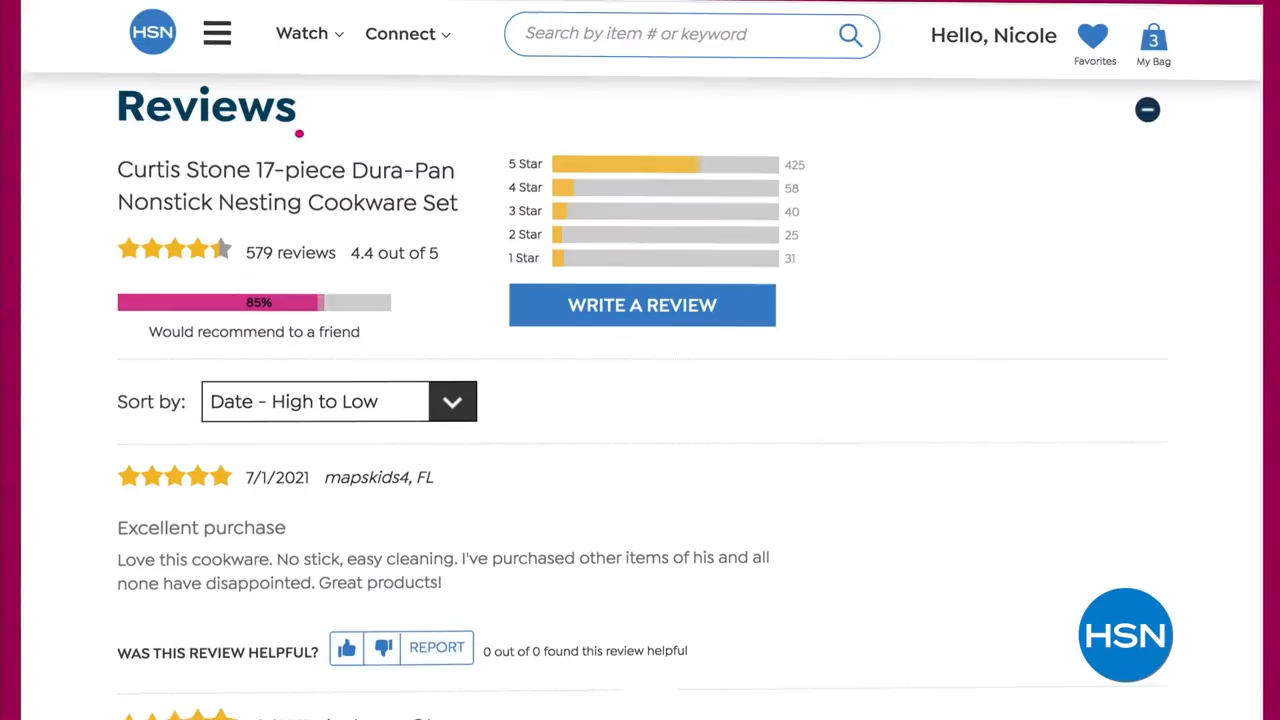 HSN
Watch
Connect
Search by item # or keyword
Hello, Nicole
Favorites
3
My Bag
Reviews
Curtis Stone 17-piece Dura-Pan
Nonstick Nesting Cookware Set
579 reviews 4.4 out of 5
85%
Would recommend to a friend
5 Star 425
4 Star 58
3 Star 40
2 Star 25
1 Star 31
WRITE A REVIEW
Sort by: Date - High to Low
7/1/2021 mapskids4, FL
Excellent purchase
Love this cookware. No stick, easy cleaning. I've purchased other items of his and all
none have disappointed. Great products!
WAS THIS REVIEW HELPFUL? REPORT 0 out of 0 found this review helpful
HSN